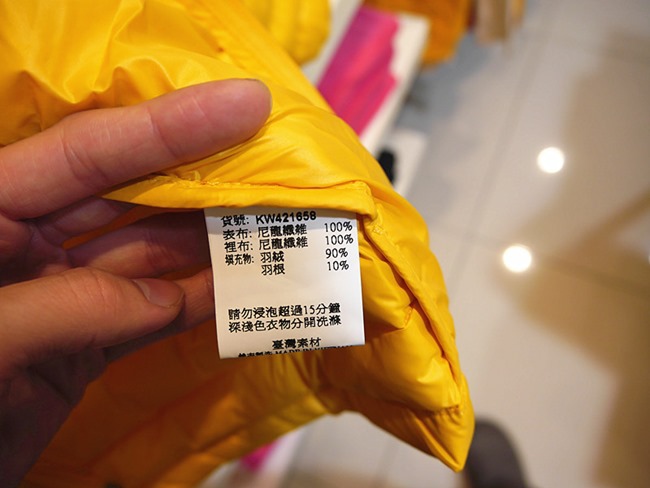 貨號: KW421658
表布: 尼龍纖維 100%
裡布: 尼龍纖維 100%
填充物: 羽絨 90%
羽根 10%
請勿浸泡超過15分鐘
深淺色衣物分開洗滌
臺灣素材
MADE IN